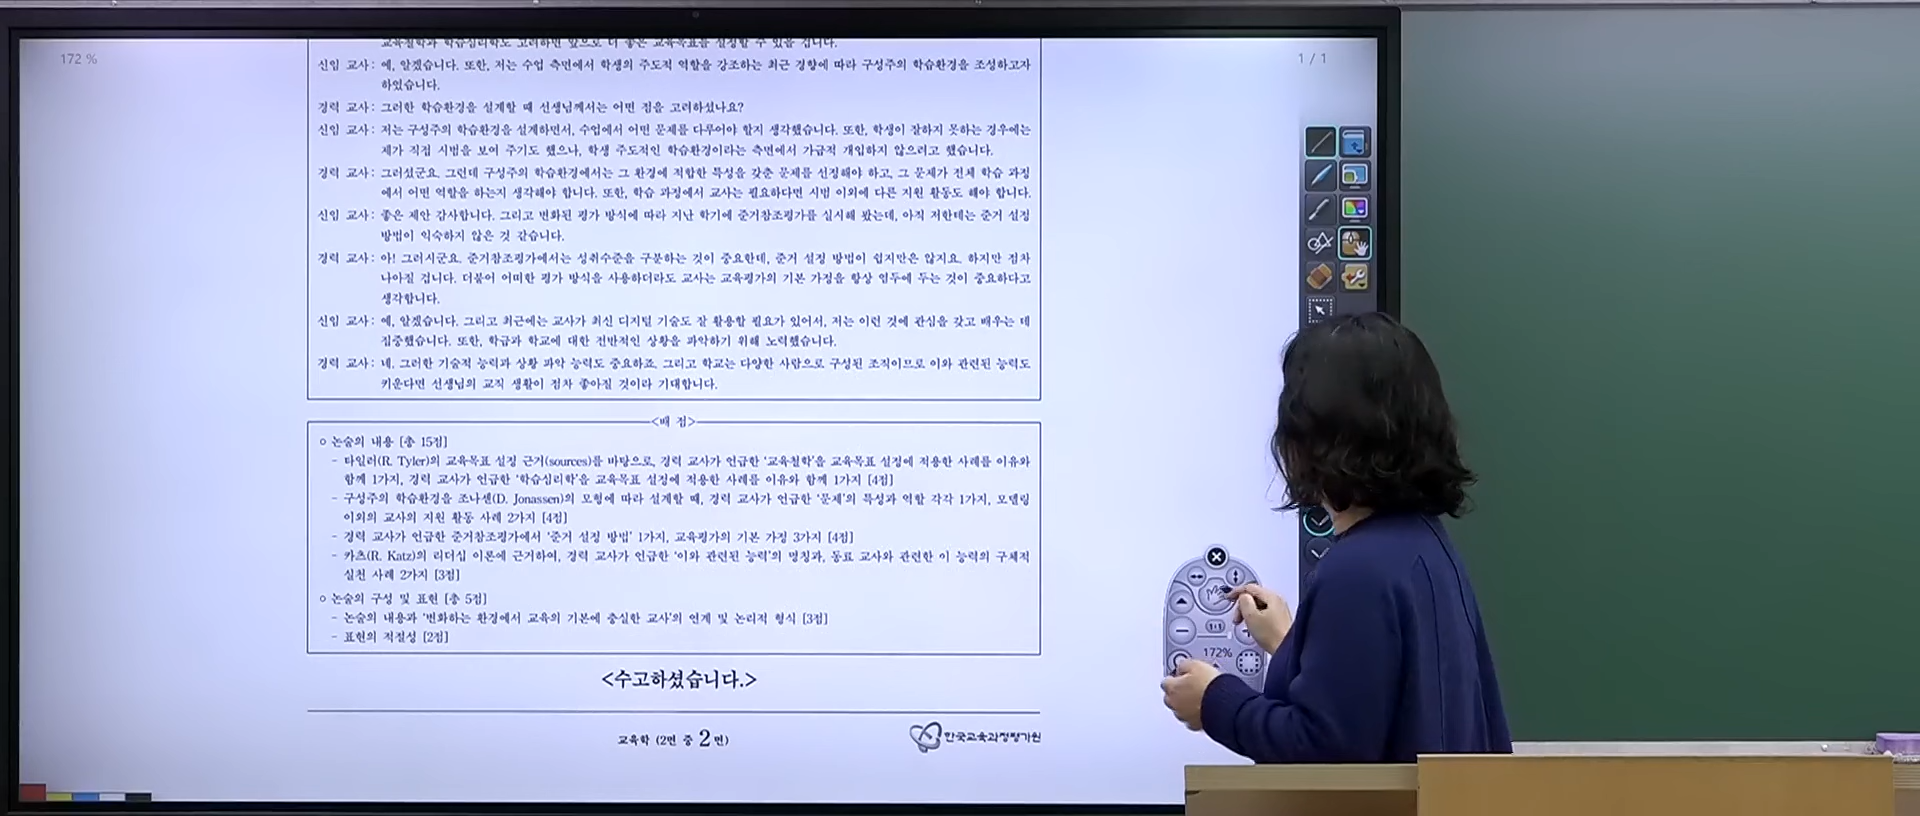 172 %
1 / 1
교육철학과 학습심리학도 고려하면 앞으로 더 좋은 교육목표를 설정할 수 있을 겁니다.
신임 교사: 예, 알겠습니다. 또한, 저는 수업 측면에서 학생의 주도적 역할을 강조하는 최근 경향에 따라 구성주의 학습환경을 조성하고자
하였습니다.
경력 교사: 그러한 학습환경을 설계할 때 선생님께서는 어떤 점을 고려하셨나요?
신임 교사: 저는 구성주의 학습환경을 설계하면서, 수업에서 어떤 문제를 다루어야 할지 생각했습니다. 또한, 학생이 잘하지 못하는 경우에는
제가 직접 시범을 보여 주기도 했으나, 학생 주도적인 학습환경이라는 측면에서 가급적 개입하지 않으려고 했습니다.
경력 교사: 그러셨군요. 그런데 구성주의 학습환경에서는 그 환경에 적합한 특성을 갖춘 문제를 선정해야 하고, 그 문제가 전체 학습 과정
에서 어떤 역할을 하는지 생각해야 합니다. 또한, 학습 과정에서 교사는 필요하다면 시범 이외에 다른 지원 활동도 해야 합니다.
신임 교사: 좋은 제안 감사합니다. 그리고 변화된 평가 방식에 따라 지난 학기에 준거참조평가를 실시해 봤는데, 아직 저한테는 준거 설정
방법이 익숙하지 않은 것 같습니다.
경력 교사: 아! 그러시군요. 준거참조평가에서는 성취수준을 구분하는 것이 중요한데, 준거 설정 방법이 쉽지만은 않지요. 하지만 점차
나아질 겁니다. 더불어 어떠한 평가 방식을 사용하더라도 교사는 교육평가의 기본 가정을 항상 염두에 두는 것이 중요하다고
생각합니다.
신임 교사: 예, 알겠습니다. 그리고 최근에는 교사가 최신 디지털 기술도 잘 활용할 필요가 있어서, 저는 이런 것에 관심을 갖고 배우는 데
집중했습니다. 또한, 학급과 학교에 대한 전반적인 상황을 파악하기 위해 노력했습니다.
경력 교사: 네, 그러한 기술적 능력과 상황 파악 능력도 중요하죠. 그리고 학교는 다양한 사람으로 구성된 조직이므로 이와 관련된 능력도
키운다면 선생님의 교직 생활이 점차 좋아질 것이라 기대합니다.
<배 점>
○ 논술의 내용 [총 15점]
- 타일러(R. Tyler)의 교육목표 설정 근거(sources)를 바탕으로, 경력 교사가 언급한 '교육철학'을 교육목표 설정에 적용한 사례를 이유와
함께 1가지, 경력 교사가 언급한 '학습심리학'을 교육목표 설정에 적용한 사례를 이유와 함께 1가지 [4점]
- 구성주의 학습환경을 조나센(D. Jonassen)의 모형에 따라 설계할 때, 경력 교사가 언급한 '문제'의 특성과 역할 각각 1가지, 모델링
이외의 교사의 지원 활동 사례 2가지 [4점]
- 경력 교사가 언급한 준거참조평가에서 '준거 설정 방법' 1가지, 교육평가의 기본 가정 3가지 [4점]
- 카츠(R. Katz)의 리더십 이론에 근거하여, 경력 교사가 언급한 '이와 관련된 능력'의 명칭과, 동료 교사와 관련한 이 능력의 구체적
실천 사례 2가지 [3점]
○ 논술의 구성 및 표현 [총 5점]
- 논술의 내용과 '변화하는 환경에서 교육의 기본에 충실한 교사'의 연계 및 논리적 형식 [3점]
- 표현의 적절성 [2점]
<수고하셨습니다.>
교육학 (2면 중 2면)
한국교육과정평가원
1:1
172%